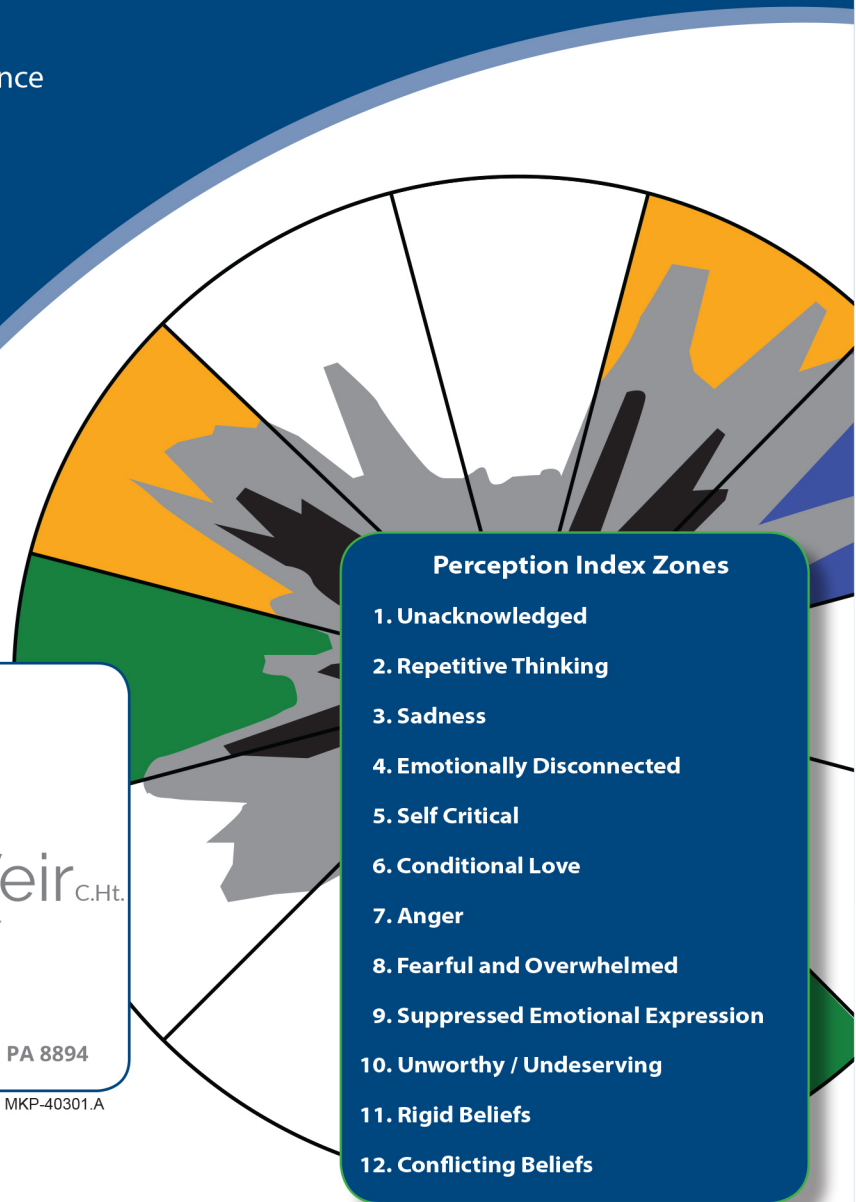 nce
Perception Index Zones
1. Unacknowledged
2. Repetitive Thinking
3. Sadness
4. Emotionally Disconnected
5. Self Critical
6. Conditional Love
7. Anger
8. Fearful and Overwhelmed
9. Suppressed Emotional Expression
10. Unworthy / Undeserving
11. Rigid Beliefs
12. Conflicting Beliefs
eir C.Ht.
PA 8894
MKP-40301.A